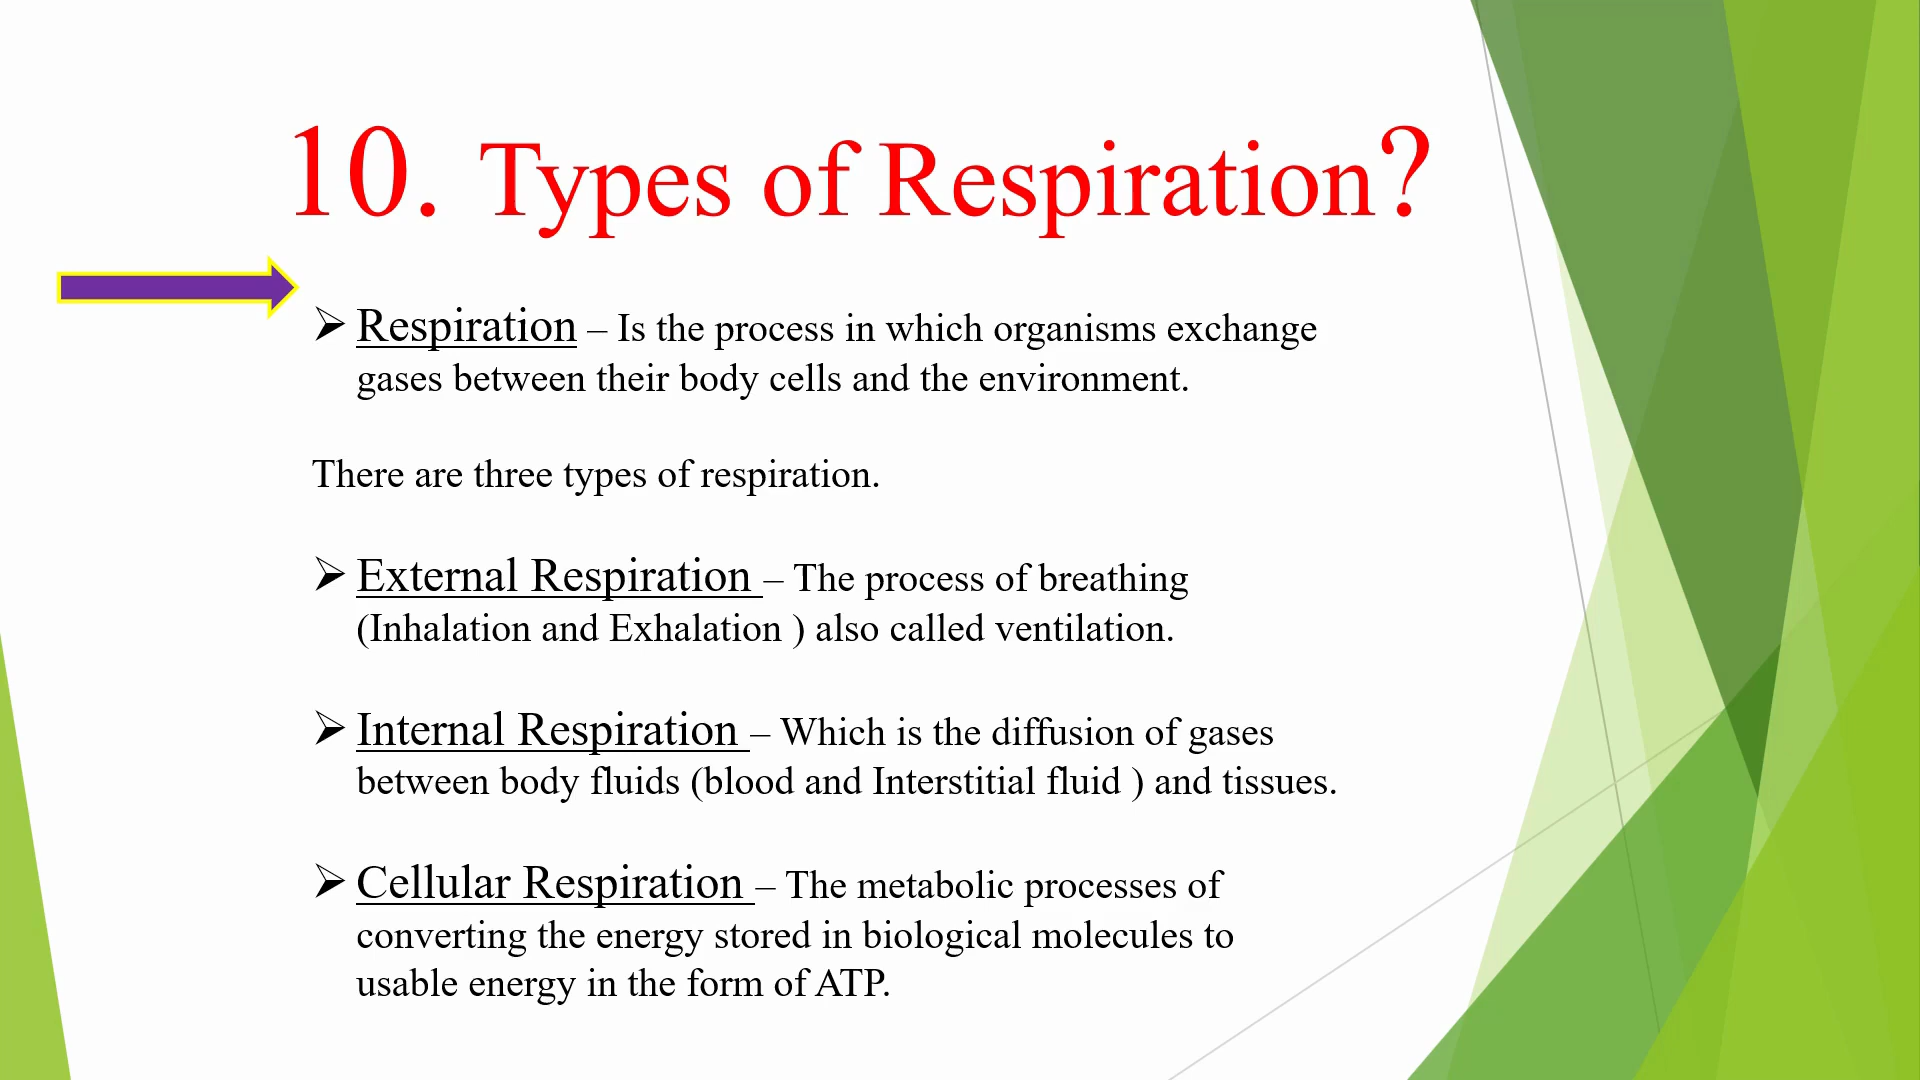 10. Types of Respiration?
➢ Respiration – Is the process in which organisms exchange
gases between their body cells and the environment.
There are three types of respiration.
➢ External Respiration – The process of breathing
(Inhalation and Exhalation ) also called ventilation.
➢ Internal Respiration – Which is the diffusion of gases
between body fluids (blood and Interstitial fluid ) and tissues.
➢ Cellular Respiration – The metabolic processes of
converting the energy stored in biological molecules to
usable energy in the form of ATP.